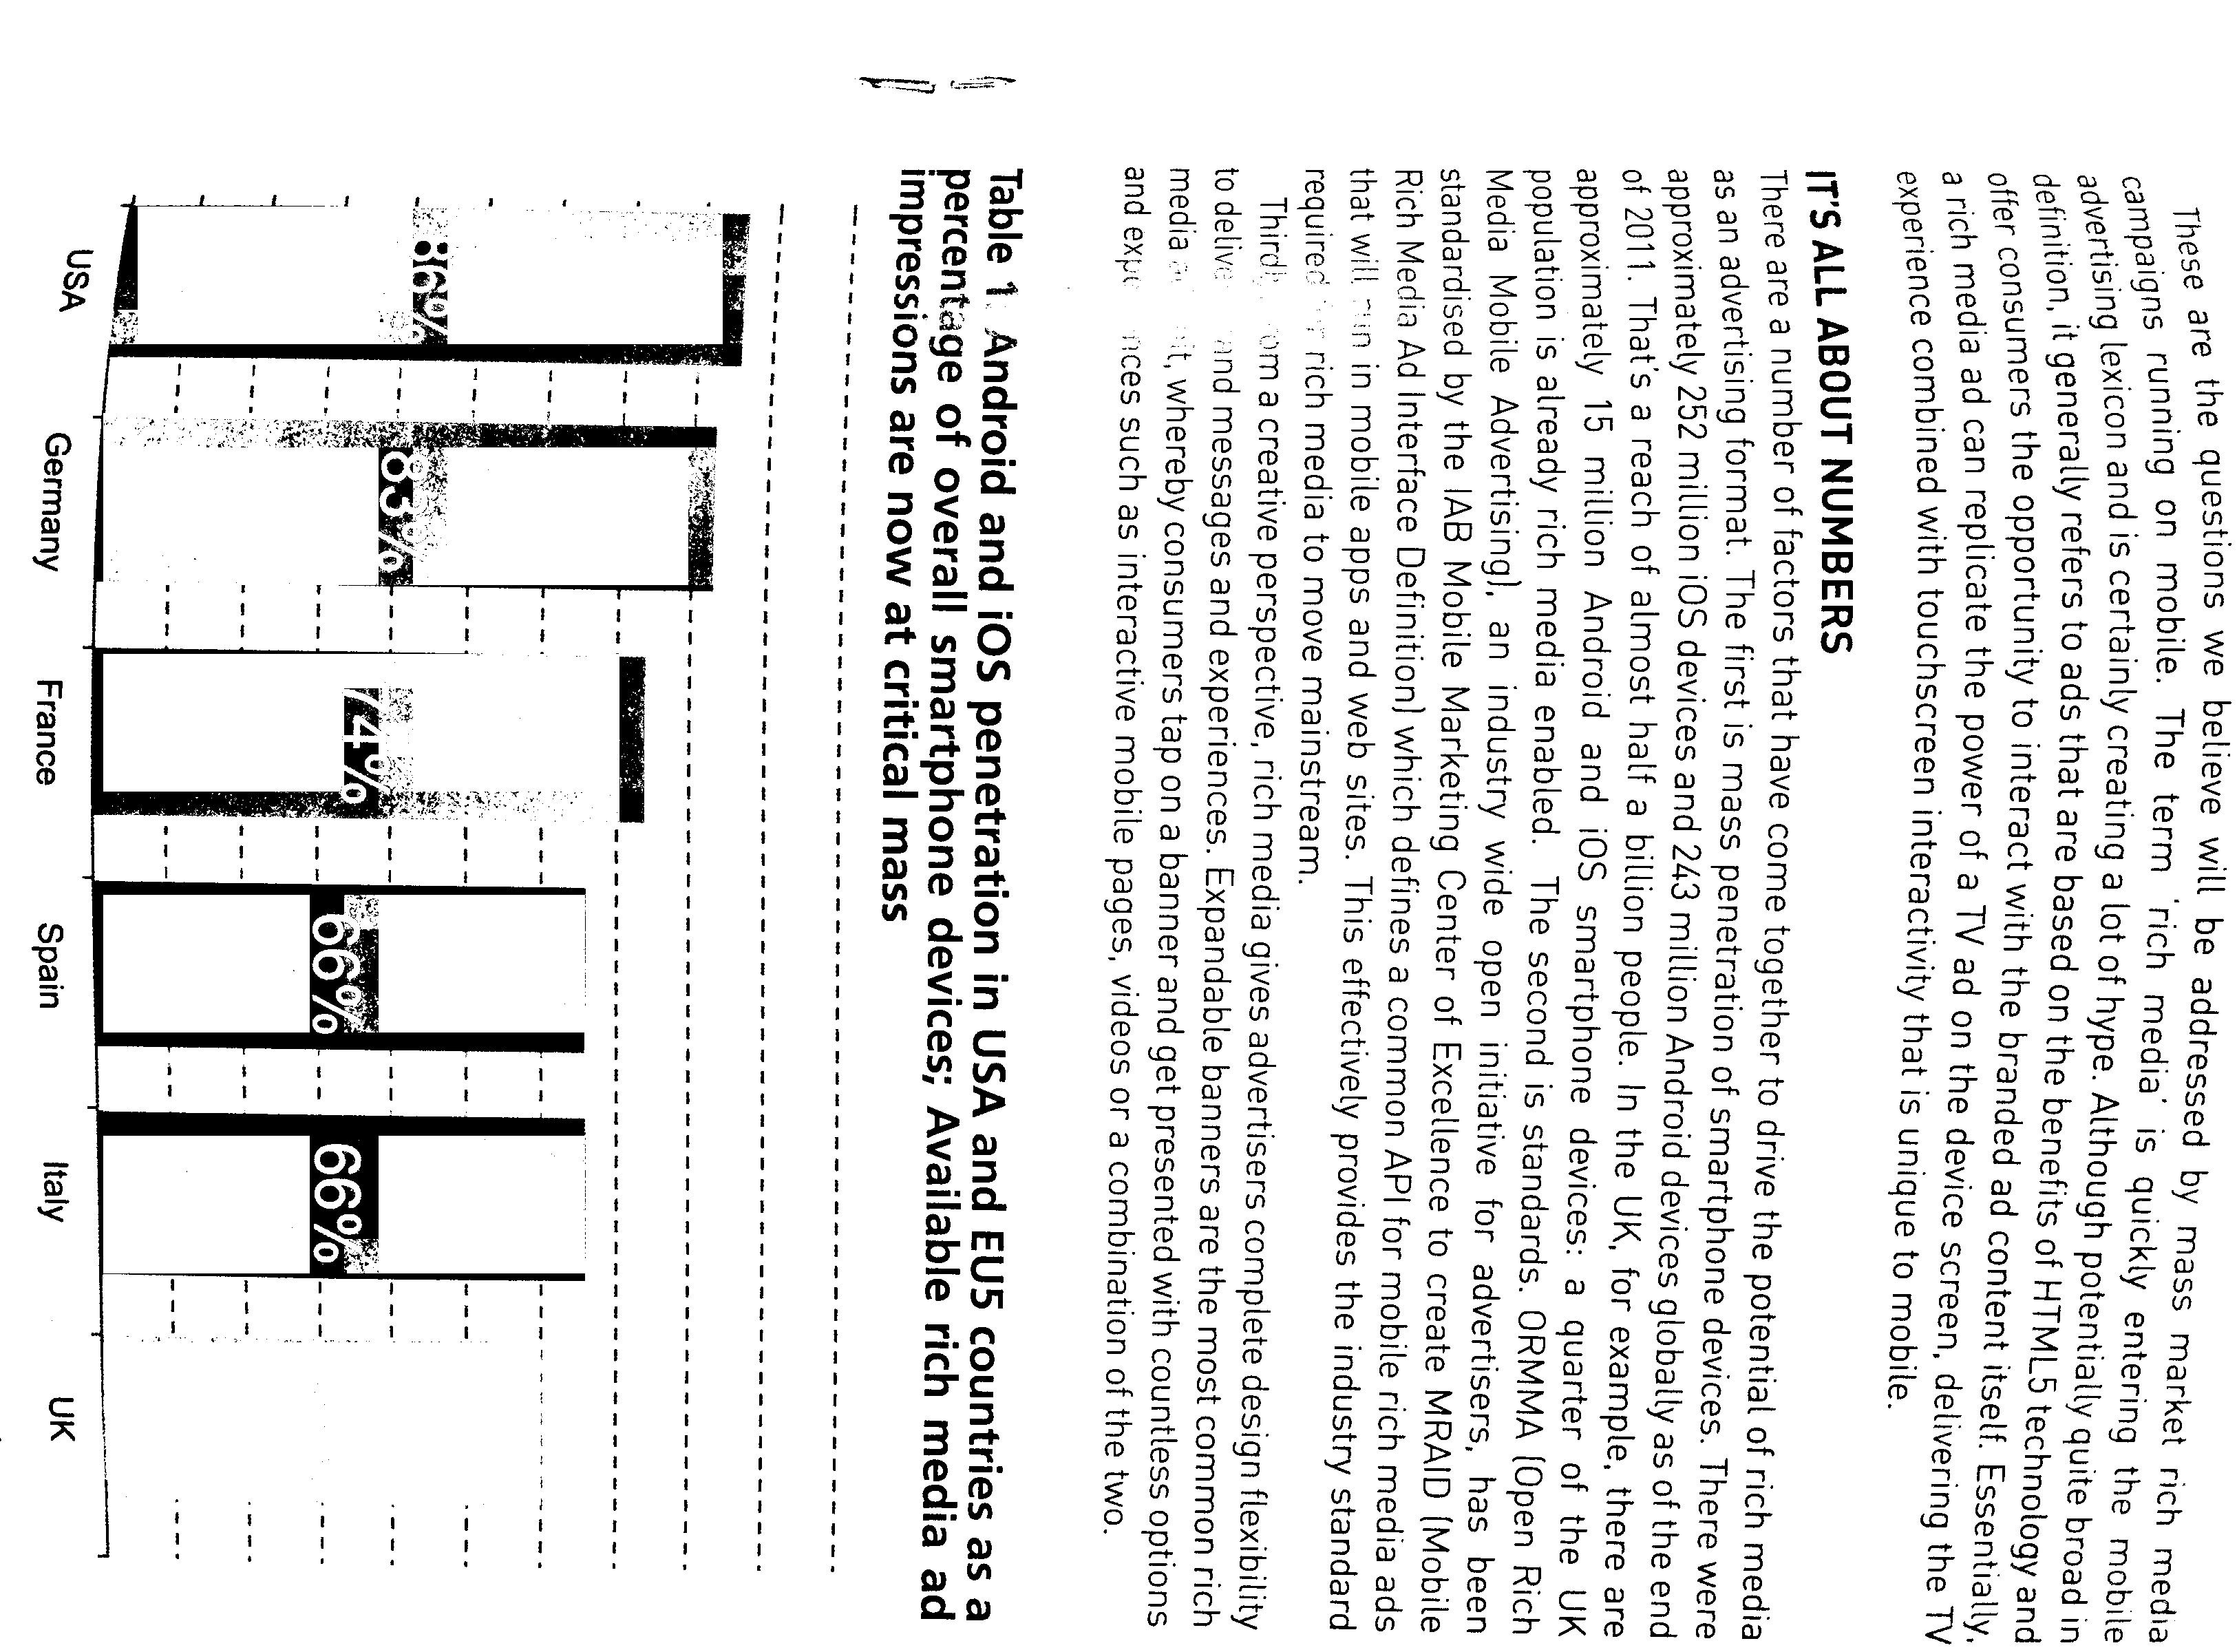 These are the questions we believe will be addressed by mass market rich media
campaigns running on mobile. The term ‘rich media’ is quickly entering the mobile
advertising lexicon and is certainly creating a lot of hype. Although potentially quite broad in
definition, it generally refers to ads that are based on the benefits of HTML5 technology and
offer consumers the opportunity to interact with the branded ad content itself. Essentially,
a rich media ad can replicate the power of a TV ad on the device screen, delivering the TV
experience combined with touchscreen interactivity that is unique to mobile.
IT'S ALL ABOUT NUMBERS
There are a number of factors that have come together to drive the potential of rich media
as an advertising format. The first is mass penetration of smartphone devices. There were
approximately 252 million iOS devices and 243 million Android devices globally as of the end
of 2011. That's a reach of almost half a billion people. In the UK, for example, there are
approximately 15 million Android and iOS smartphone devices: a quarter of the UK
population is already rich media enabled. The second is standards. ORMMA (Open Rich
Media Mobile Advertising), an industry wide open initiative for advertisers, has been
standardised by the IAB Mobile Marketing Center of Excellence to create MRAID (Mobile
Rich Media Ad Interface Definition) which defines a common API for mobile rich media ads
that will run in mobile apps and web sites. This effectively provides the industry standard
required for rich media to move mainstream.
Thirdly, from a creative perspective, rich media gives advertisers complete design flexibility
to deliver and messages and experiences. Expandable banners are the most common rich
media whereby consumers tap on a banner and get presented with countless options
and experiences such as interactive mobile pages, videos or a combination of the two.
Table 1. Android and iOS penetration in USA and EU5 countries as a
percentage of overall smartphone devices; Available rich media ad
impressions are now at critical mass
86% 83% 74% 66% 66%
USA Germany France Spain Italy UK